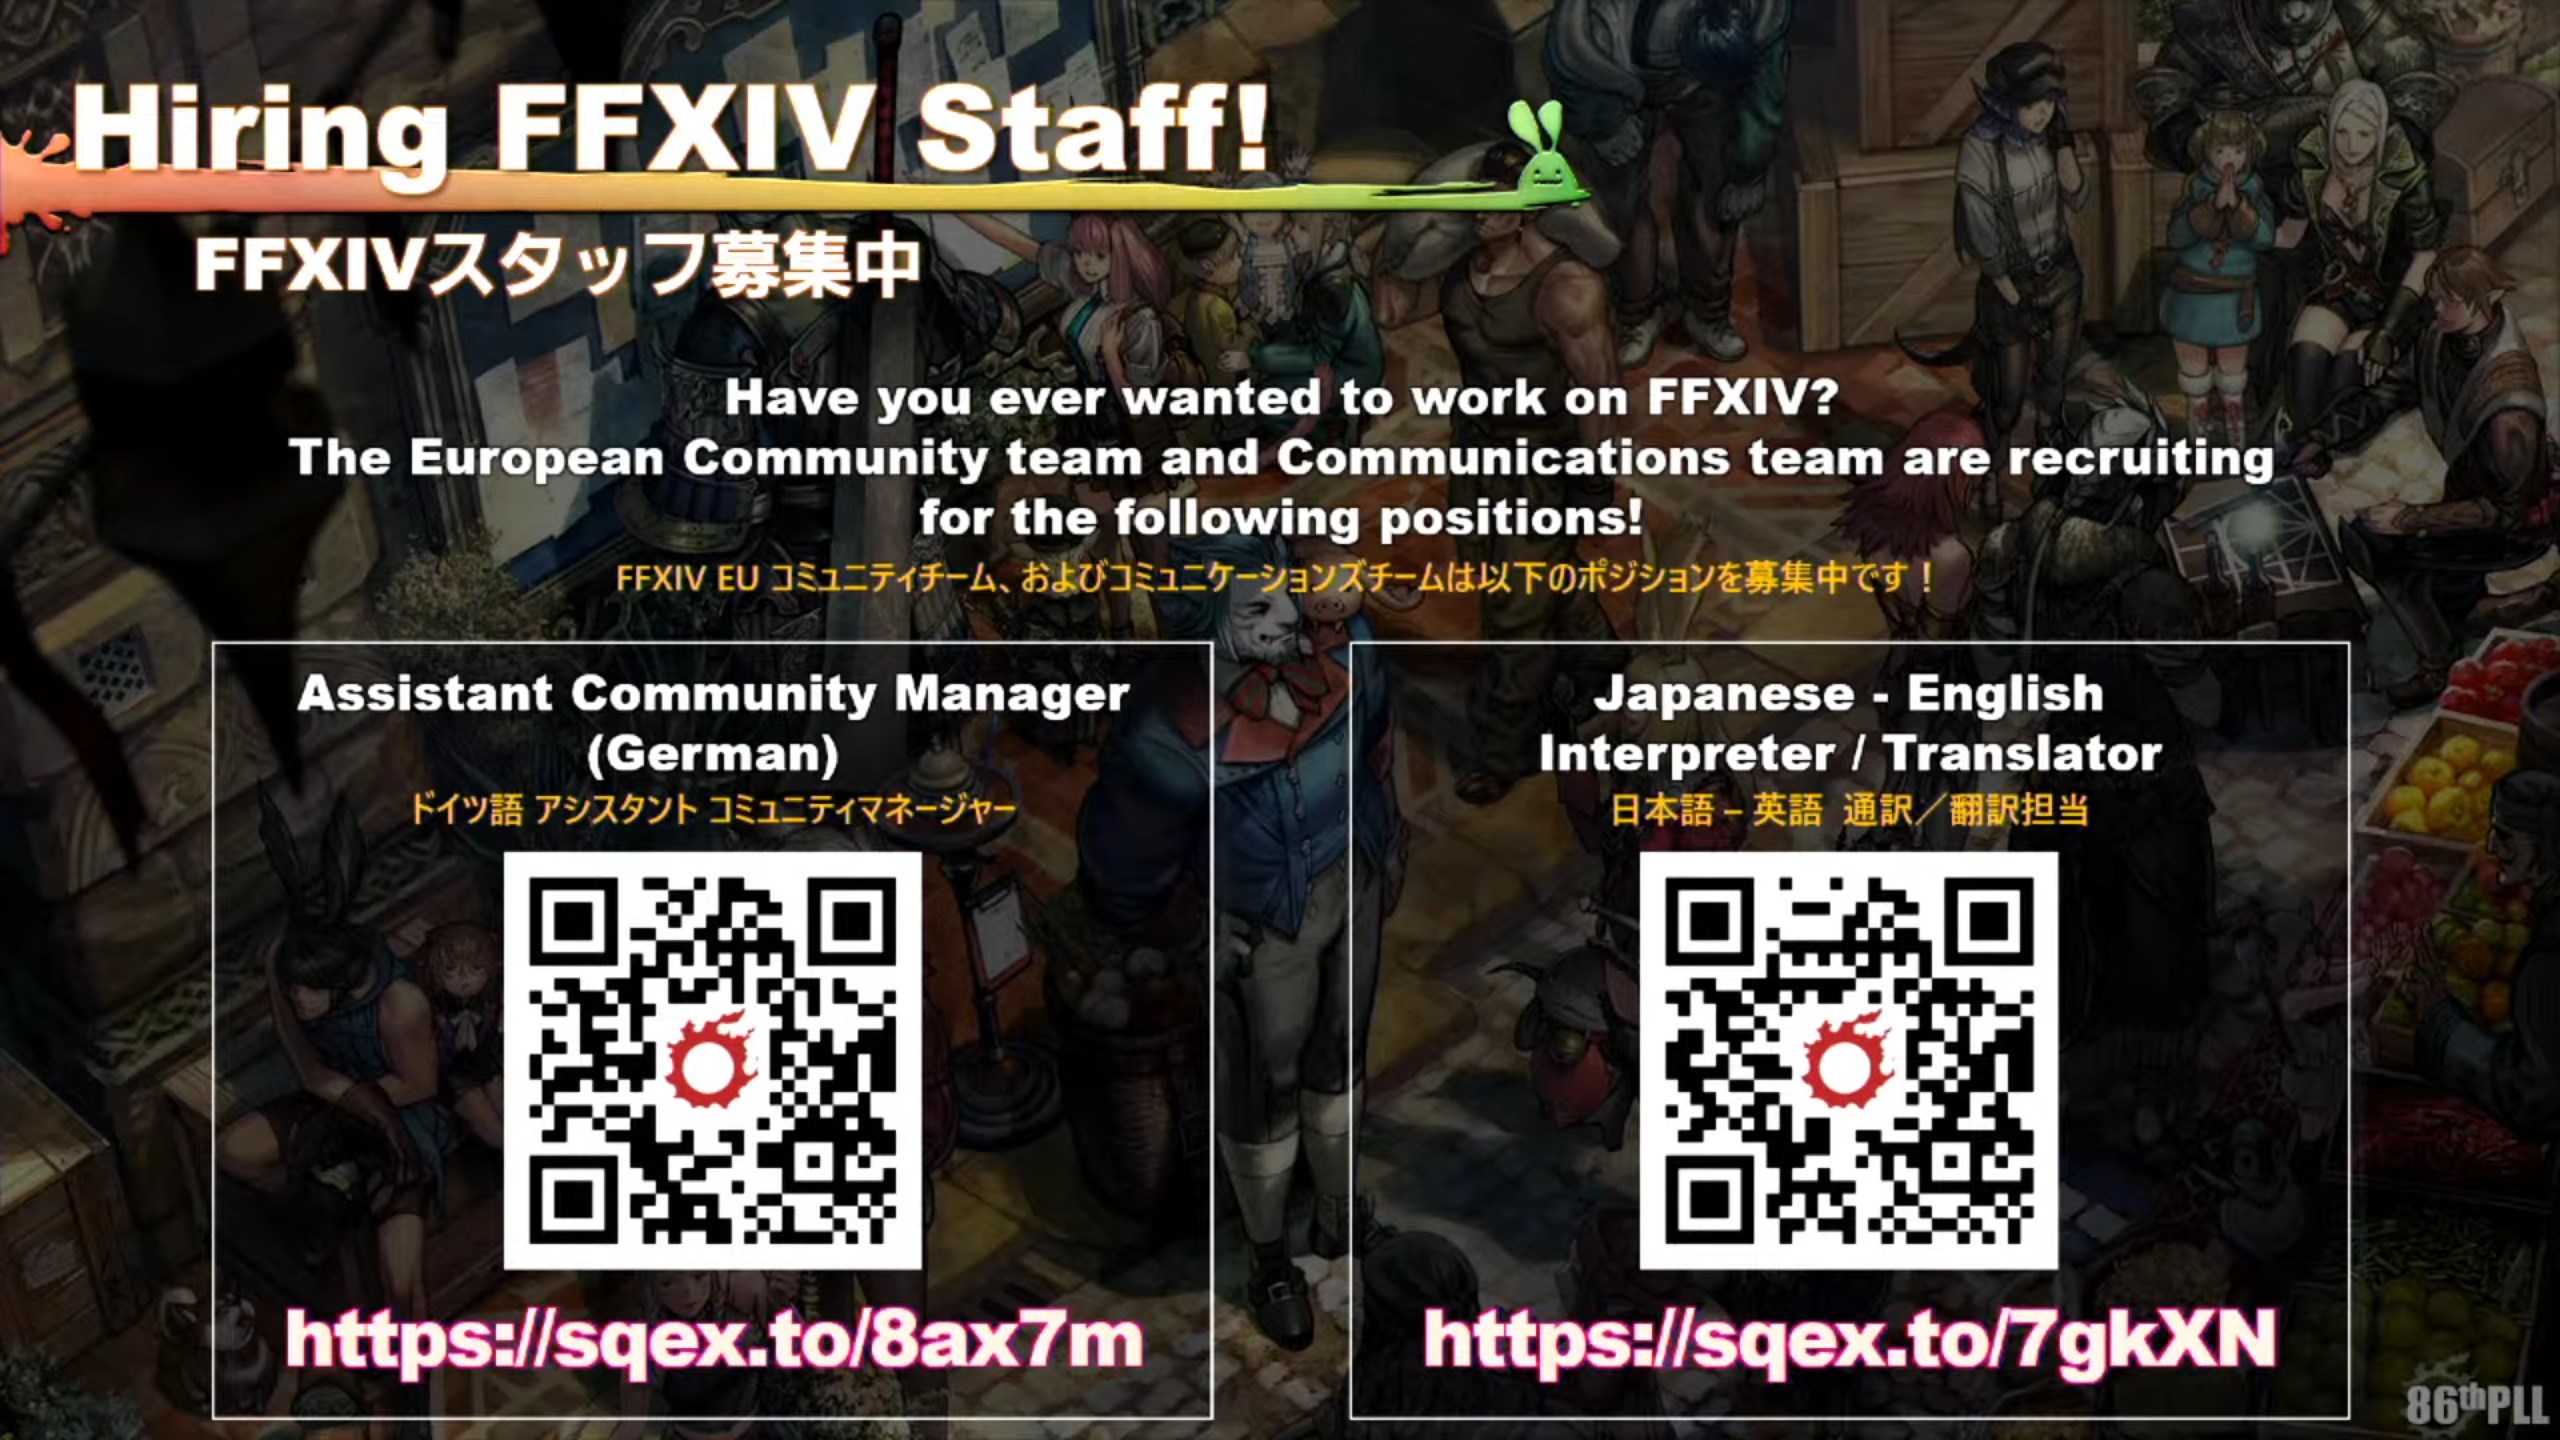 Hiring FFXIV Staff!
FFXIVスタッフ募集中
Have you ever wanted to work on FFXIV?
The European Community team and Communications team are recruiting
for the following positions!
FFXIV EU コミュニティチーム、およびコミュニケーションズチームは以下のポジションを募集中です！
Assistant Community Manager
(German)
ドイツ語 アシスタント コミュニティマネージャー
https://sqex.to/8ax7m
Japanese - English
Interpreter / Translator
日本語 – 英語 通訳／翻訳担当
https://sqex.to/7gkXN
86thPLL